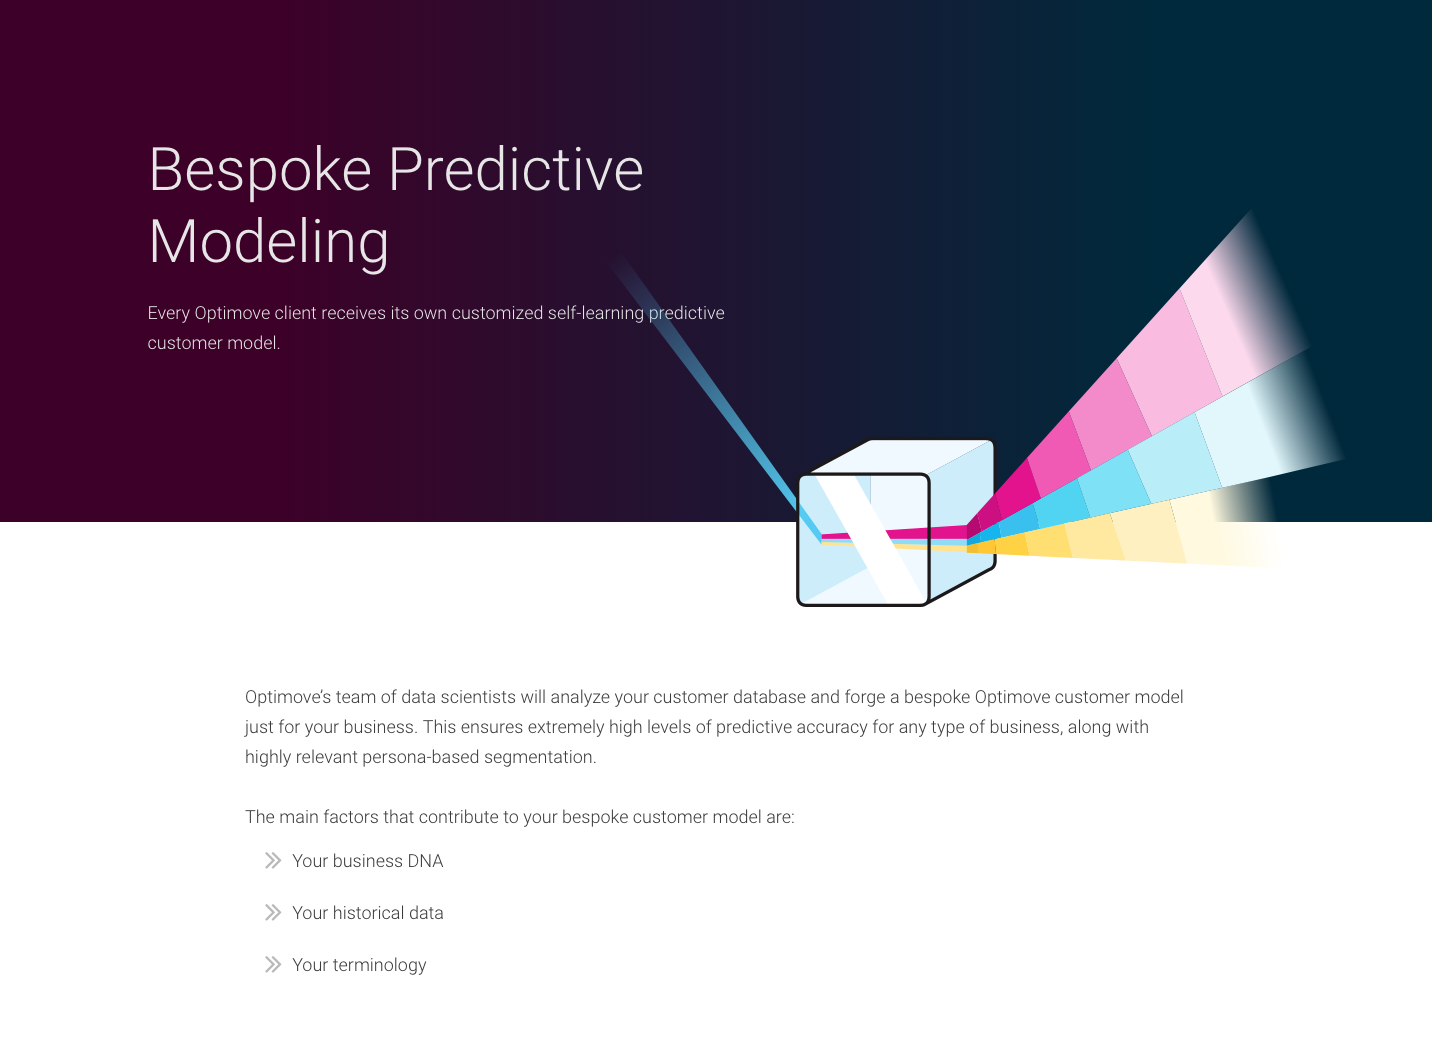 Bespoke Predictive
Modeling
Every Optimove client receives its own customized self-learning predictive
customer model.
Optimove’s team of data scientists will analyze your customer database and forge a bespoke Optimove customer model
just for your business. This ensures extremely high levels of predictive accuracy for any type of business, along with
highly relevant persona-based segmentation.
The main factors that contribute to your bespoke customer model are:
Your business DNA
Your historical data
Your terminology